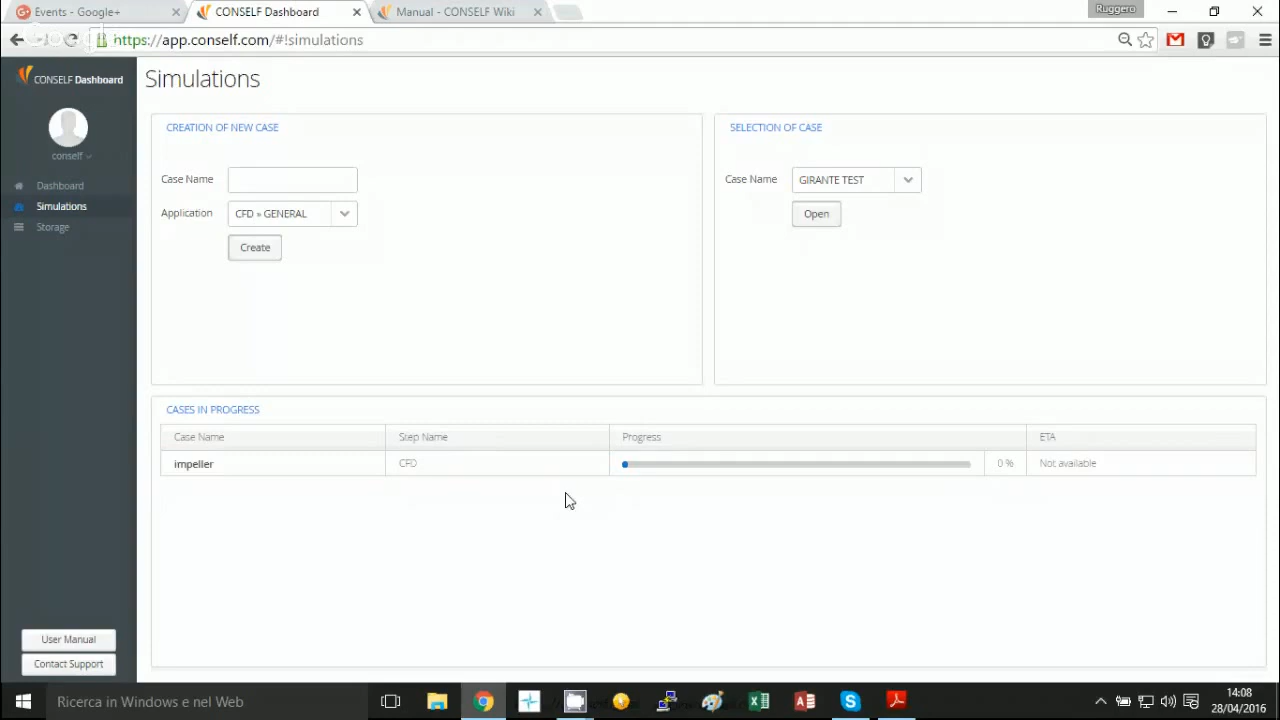 Events - Google+
CONSELF Dashboard
Manual - CONSELF Wiki
Ruggero
https://app.conself.com/#!simulations
CONSELF Dashboard
conself
Dashboard
Simulations
Storage
User Manual
Contact Support
Simulations
CREATION OF NEW CASE
Case Name
Application CFD » GENERAL
Create
SELECTION OF CASE
Case Name GIRANTE TEST
Open
CASES IN PROGRESS
Case Name Step Name Progress ETA
impeller CFD 0 % Not available
Ricerca in Windows e nel Web
14:08
28/04/2016